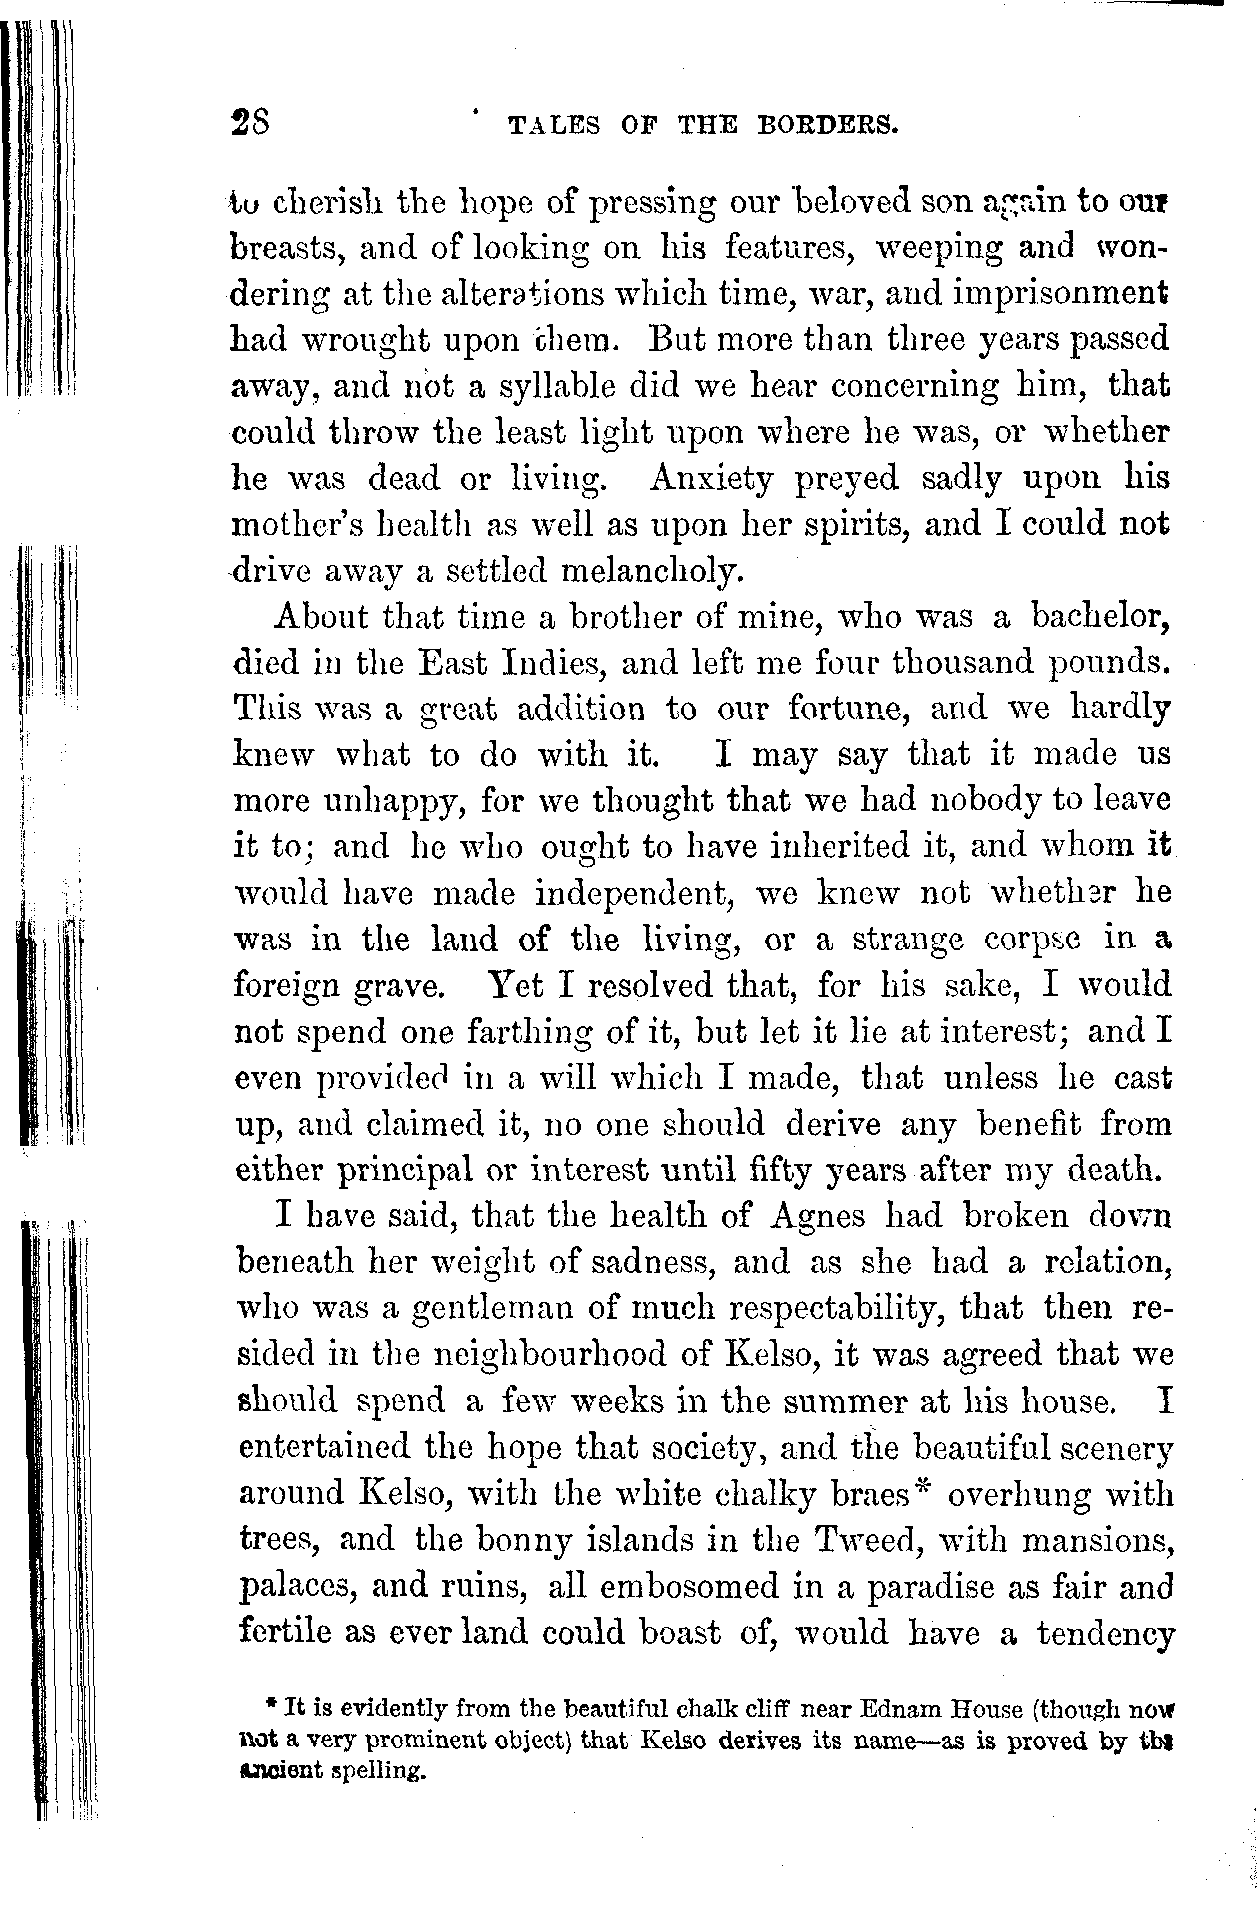 28 TALES OF THE BORDERS.
to cherish the hope of pressing our beloved son again to our
breasts, and of looking on his features, weeping and won-
dering at the alterations which time, war, and imprisonment
had wrought upon them. But more than three years passed
away, and not a syllable did we hear concerning him, that
could throw the least light upon where he was, or whether
he was dead or living. Anxiety preyed sadly upon his
mother's health as well as upon her spirits, and I could not
drive away a settled melancholy.
About that time a brother of mine, who was a bachelor,
died in the East Indies, and left me four thousand pounds.
This was a great addition to our fortune, and we hardly
knew what to do with it. I may say that it made us
more unhappy, for we thought that we had nobody to leave
it to; and he who ought to have inherited it, and whom it
would have made independent, we knew not whether he
was in the land of the living, or a strange corpse in a
foreign grave. Yet I resolved that, for his sake, I would
not spend one farthing of it, but let it lie at interest; and I
even provided in a will which I made, that unless he cast
up, and claimed it, no one should derive any benefit from
either principal or interest until fifty years after my death.
I have said, that the health of Agnes had broken down
beneath her weight of sadness, and as she had a relation,
who was a gentleman of much respectability, that then re-
sided in the neighbourhood of Kelso, it was agreed that we
should spend a few weeks in the summer at his house. I
entertained the hope that society, and the beautiful scenery
around Kelso, with the white chalky braes* overhung with
trees, and the bonny islands in the Tweed, with mansions,
palaces, and ruins, all embosomed in a paradise as fair and
fertile as ever land could boast of, would have a tendency
* It is evidently from the beautiful chalk cliff near Ednam House (though now
not a very prominent object) that Kelso derives its name—as is proved by the
ancient spelling.